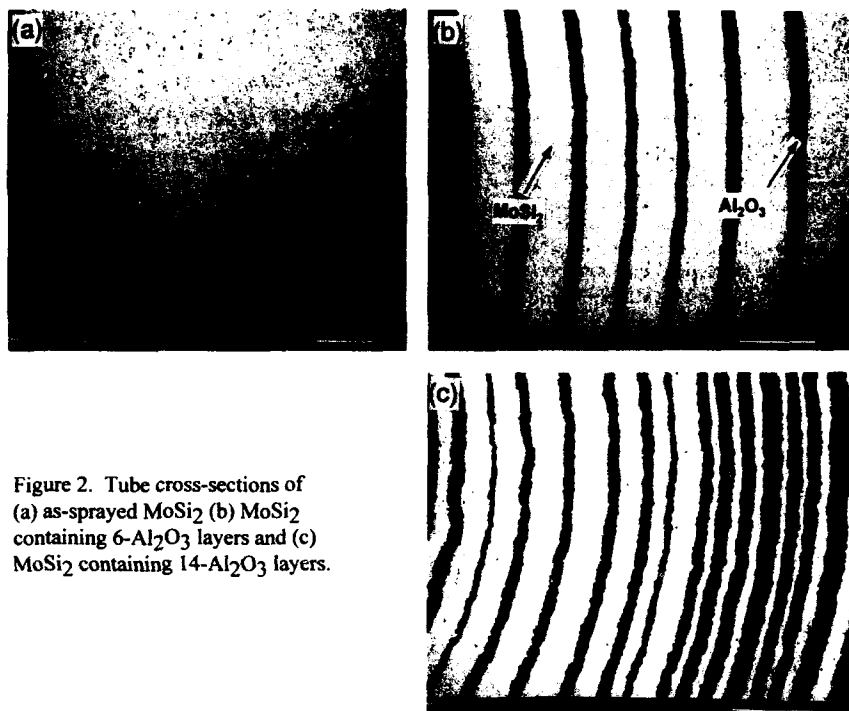 (a)
(b)
MoSi₂
Al₂O₃
(c)
Figure 2. Tube cross-sections of
(a) as-sprayed MoSi₂ (b) MoSi₂
containing 6-Al₂O₃ layers and (c)
MoSi₂ containing 14-Al₂O₃ layers.